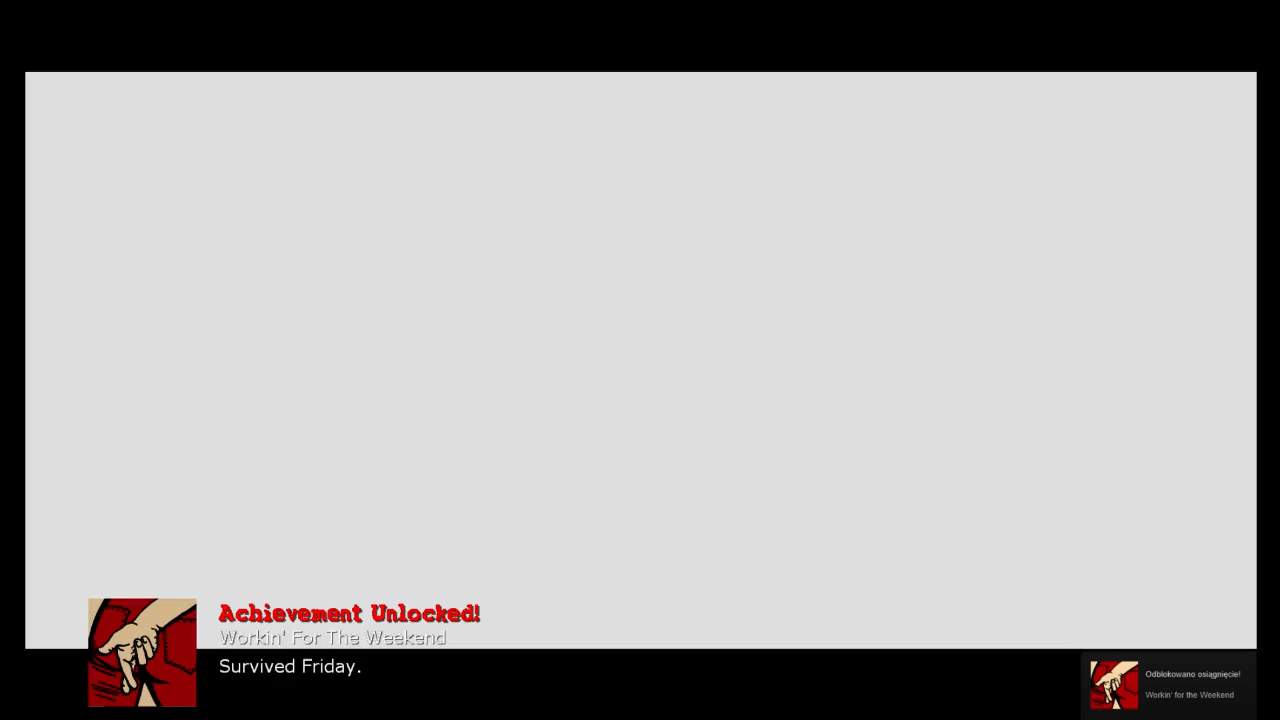 Achievement Unlocked!
Workin' For The Weekend
Survived Friday.
Odblokowano osiągnięcie!
Workin' for the Weekend